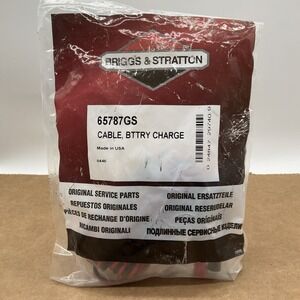 BRIGGS & STRATTON
65787GS
CABLE, BTTRY CHARGE
Made in USA
ORIGINAL SERVICE PARTS
REPUESTOS ORIGINALES
PIÈCES DE RECHANGE D'ORIGINE
RICAMBI ORIGINALI
ORIGINAL ERSATZTEILE
ORIGINAL RESERVDELAR
PEÇAS ORIGINAIS
ПОДЛИННЫЕ СЕРВИСНЫЕ МОДЕЛИ